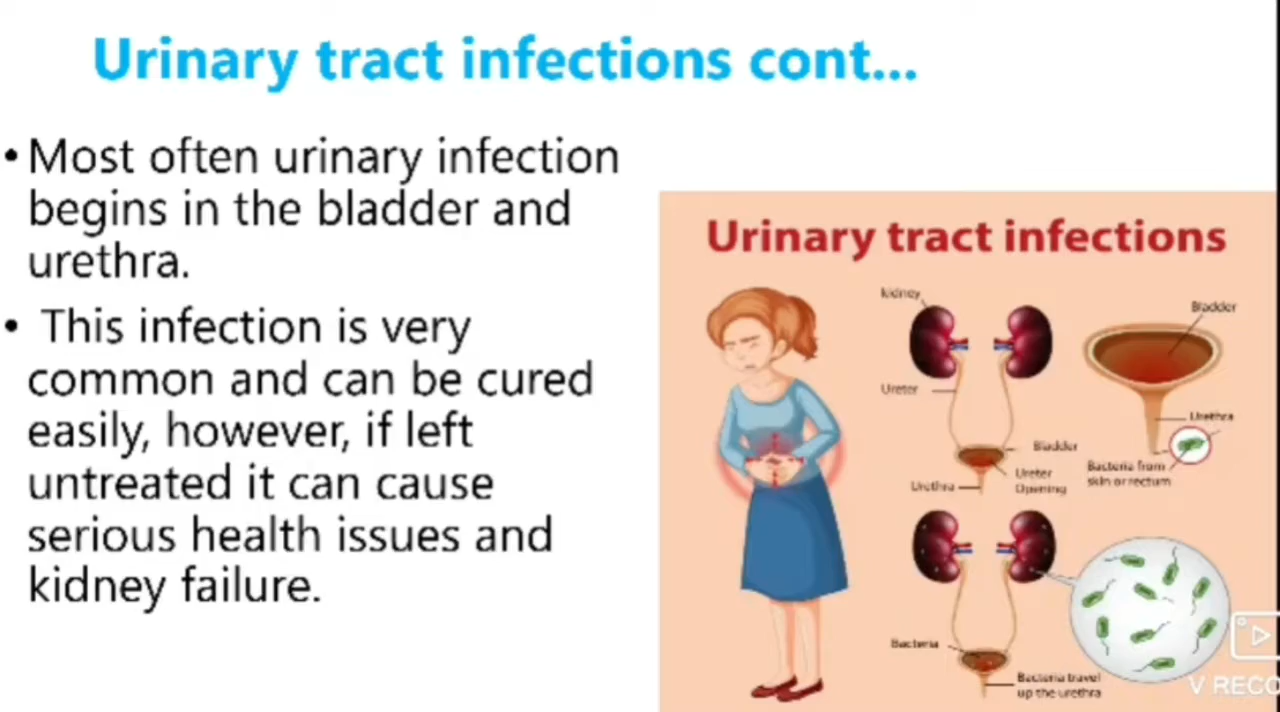 Urinary tract infections cont...
• Most often urinary infection
begins in the bladder and
urethra.
• This infection is very
common and can be cured
easily, however, if left
untreated it can cause
serious health issues and
kidney failure.
Urinary tract infections
kidney
Bladder
Ureter
Urethra
Bladder
Bacteria from
skin or rectum
Ureter
Opening
Urethra
Bacteria
Bacteria travel
up the urethra
V RECO